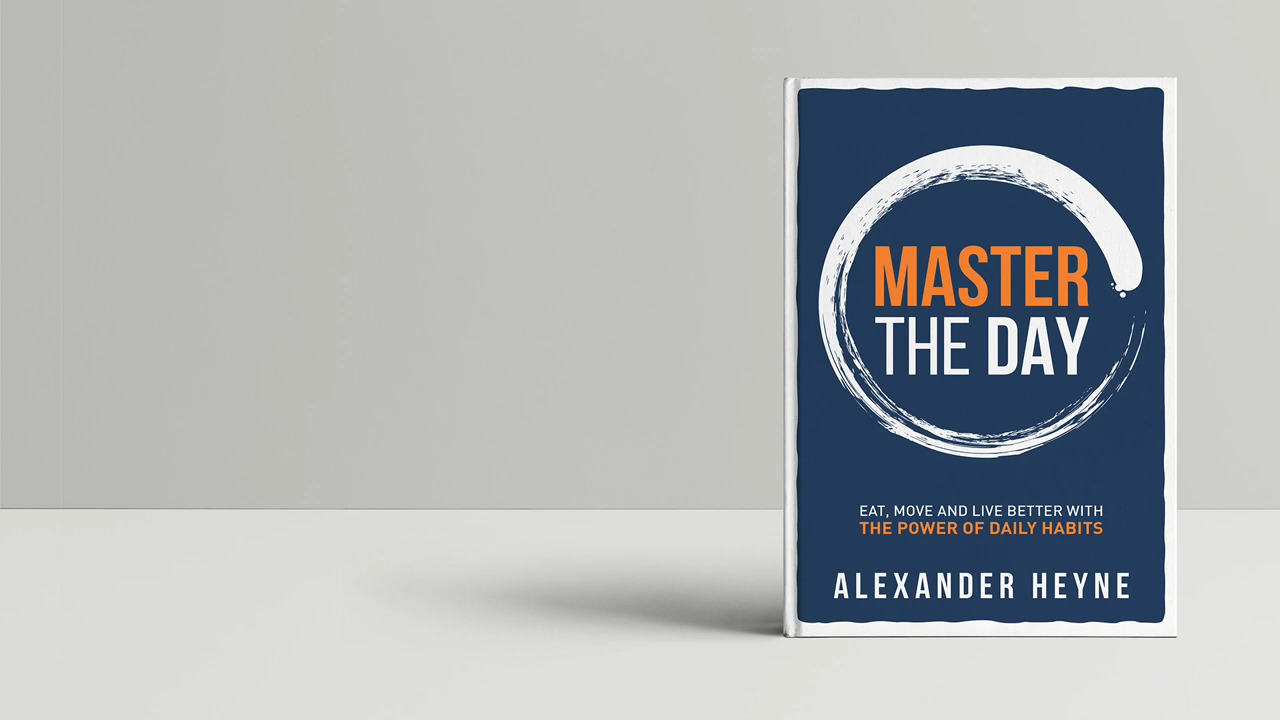 MASTER
THE DAY
EAT, MOVE AND LIVE BETTER WITH
THE POWER OF DAILY HABITS
ALEXANDER HEYNE